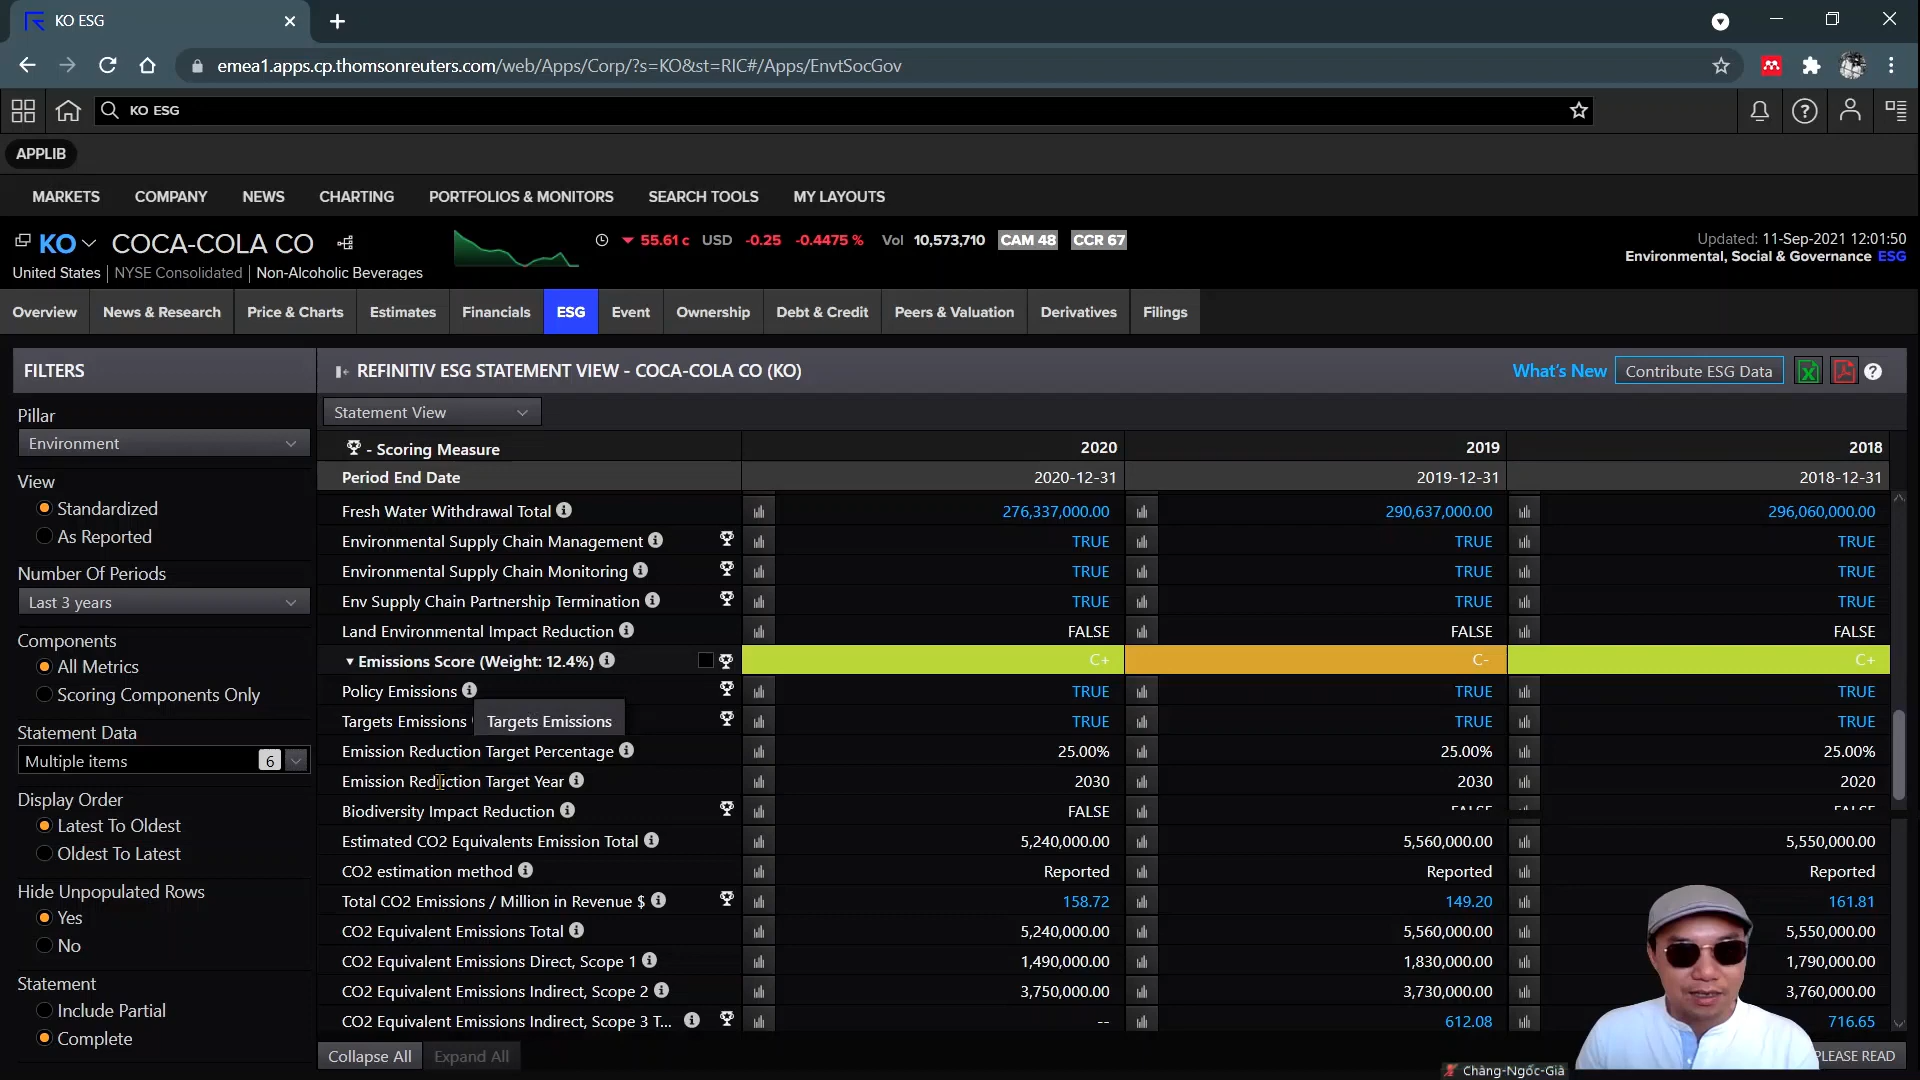 KO ESG
emea1.apps.cp.thomsonreuters.com/web/Apps/Corp/?s=KO&st=RIC#/Apps/EnvtSocGov
KO ESG
APPLIB
MARKETS COMPANY NEWS CHARTING PORTFOLIOS & MONITORS SEARCH TOOLS MY LAYOUTS
KO COCA-COLA CO 55.61 c USD -0.25 -0.4475 % Vol 10,573,710 CAM 48 CCR 67
Updated: 11-Sep-2021 12:01:50
Environmental, Social & Governance ESG
United States NYSE Consolidated Non-Alcoholic Beverages
Overview News & Research Price & Charts Estimates Financials ESG Event Ownership Debt & Credit Peers & Valuation Derivatives Filings
FILTERS
Pillar
Environment
View
Standardized
As Reported
Number Of Periods
Last 3 years
Components
All Metrics
Scoring Components Only
Statement Data
Multiple items 6
Display Order
Latest To Oldest
Oldest To Latest
Hide Unpopulated Rows
Yes
No
Statement
Include Partial
Complete
REFINITIV ESG STATEMENT VIEW - COCA-COLA CO (KO)
What's New Contribute ESG Data
Statement View
- Scoring Measure 2020 2019 2018
Period End Date 2020-12-31 2019-12-31 2018-12-31
Fresh Water Withdrawal Total 276,337,000.00 290,637,000.00 296,060,000.00
Environmental Supply Chain Management TRUE TRUE TRUE
Environmental Supply Chain Monitoring TRUE TRUE TRUE
Env Supply Chain Partnership Termination TRUE TRUE TRUE
Land Environmental Impact Reduction FALSE FALSE FALSE
Emissions Score (Weight: 12.4%) C+ C- C+
Policy Emissions TRUE TRUE TRUE
Targets Emissions Targets Emissions TRUE TRUE
Emission Reduction Target Percentage 25.00% 25.00% 25.00%
Emission Reduction Target Year 2030 2030 2020
Biodiversity Impact Reduction FALSE FALSE FALSE
Estimated CO2 Equivalents Emission Total 5,240,000.00 5,560,000.00 5,550,000.00
CO2 estimation method Reported Reported Reported
Total CO2 Emissions / Million in Revenue $ 158.72 149.20 161.81
CO2 Equivalent Emissions Total 5,240,000.00 5,560,000.00 5,550,000.00
CO2 Equivalent Emissions Direct, Scope 1 1,490,000.00 1,830,000.00 1,790,000.00
CO2 Equivalent Emissions Indirect, Scope 2 3,750,000.00 3,730,000.00 3,760,000.00
CO2 Equivalent Emissions Indirect, Scope 3 T... -- 612.08 716.65
Collapse All Expand All
PLEASE READ
Chàng-Ngốc-Già